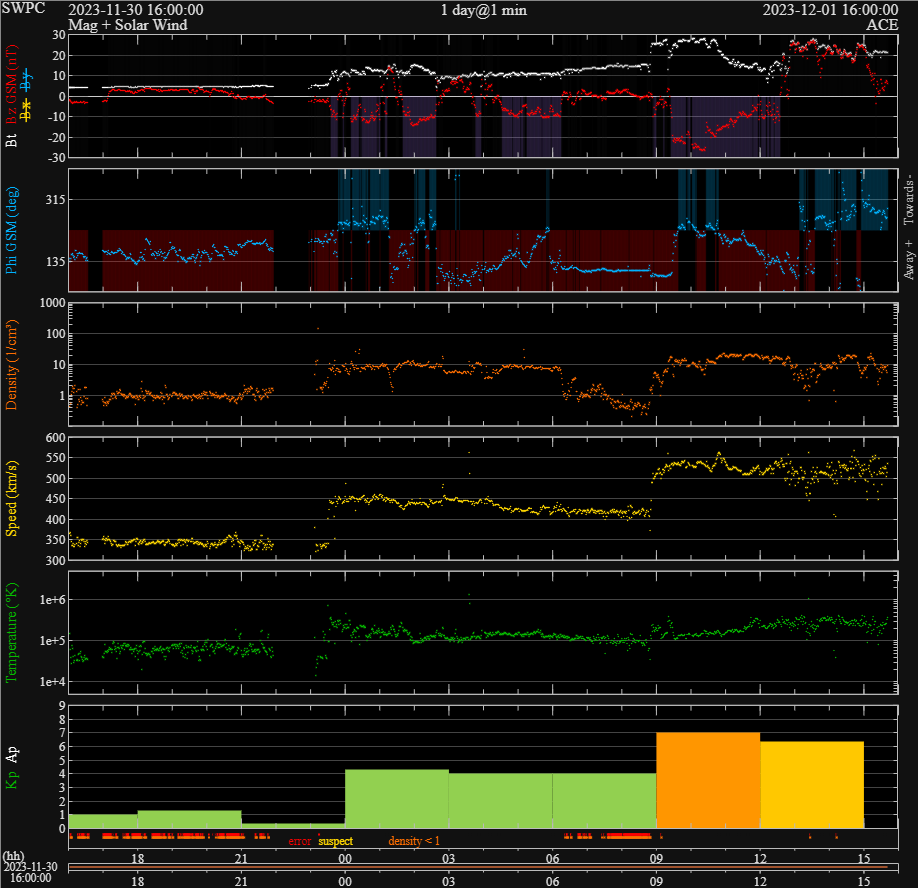 SWPC 2023-11-30 16:00:00 1 day@1 min 2023-12-01 16:00:00
Mag + Solar Wind ACE
Bt Bz GSM (nT)
Bx By
30
20
10
0
-10
-20
-30
Phi GSM (deg)
315
135
Away + Towards -
Density (1/cm³)
1000
100
10
1
Speed (km/s)
600
550
500
450
400
350
300
Temperature (°K)
1e+6
1e+5
1e+4
Kp Ap
9
8
7
6
5
4
3
2
1
0
error suspect density < 1
(hh) 18 21 00 03 06 09 12 15
2023-11-30
16:00:00 18 21 00 03 06 09 12 15